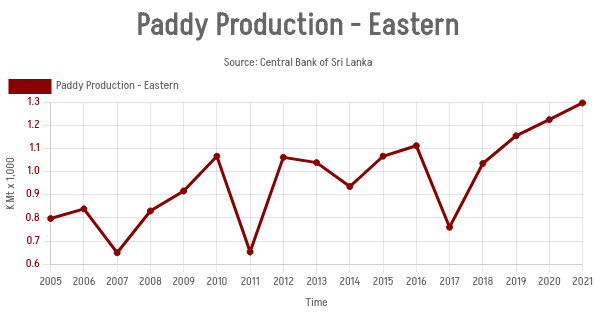 Paddy Production - Eastern
Source: Central Bank of Sri Lanka
Paddy Production - Eastern
K Mt x 1,000
1.3
1.2
1.1
1.0
0.9
0.8
0.7
0.6
2005 2006 2007 2008 2009 2010 2011 2012 2013 2014 2015 2016 2017 2018 2019 2020 2021
Time